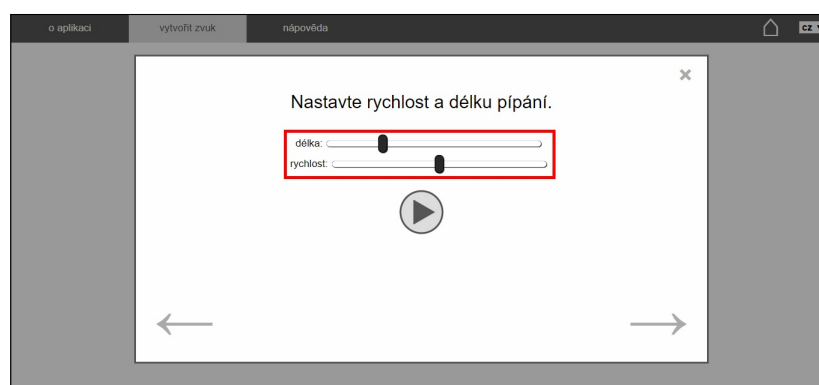 o aplikaci vytvořit zvuk nápověda cz
Nastavte rychlost a délku pípání.
délka:
rychlost: